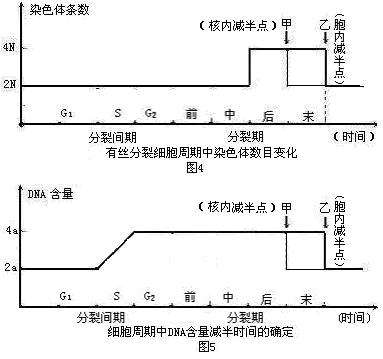 染色体条数
(核内减半点) 甲 乙 (胞内减半点)
4N
2N
G1 S G2 前 中 后 末
分裂间期 分裂期 (时间)
有丝分裂细胞周期中染色体数目变化
图4
DNA 含量
(核内减半点) 甲 乙 (胞内减半点)
4a
2a
G1 S G2 前 中 后 末
分裂间期 分裂期 (时间)
细胞周期中DNA含量减半时间的确定
图5